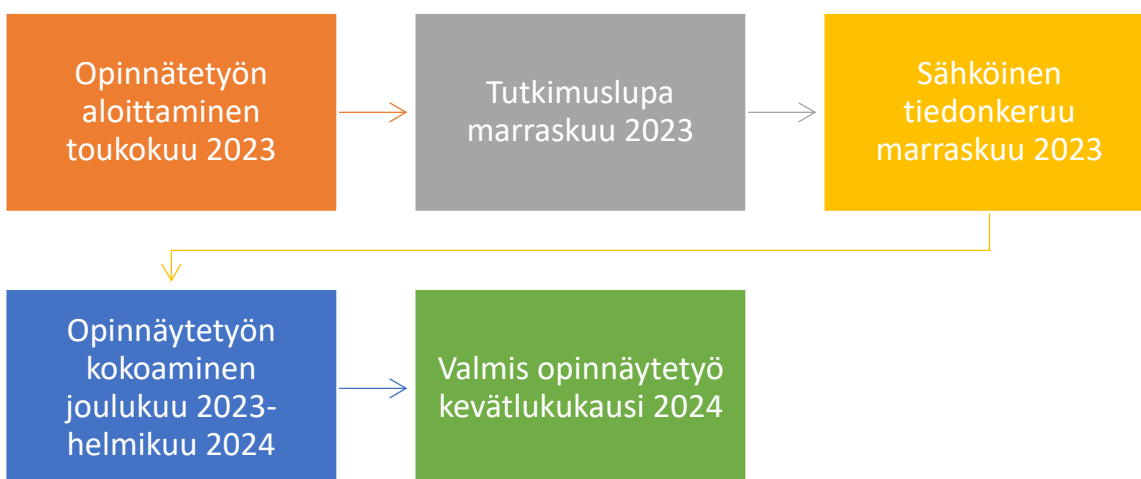 Opinnätetyön
aloittaminen
toukokuu 2023
Tutkimuslupa
marraskuu 2023
Sähköinen
tiedonkeruu
marraskuu 2023
Opinnäytetyön
kokoaminen
joulukuu 2023-
helmikuu 2024
Valmis opinnäytetyö
kevätlukukausi 2024